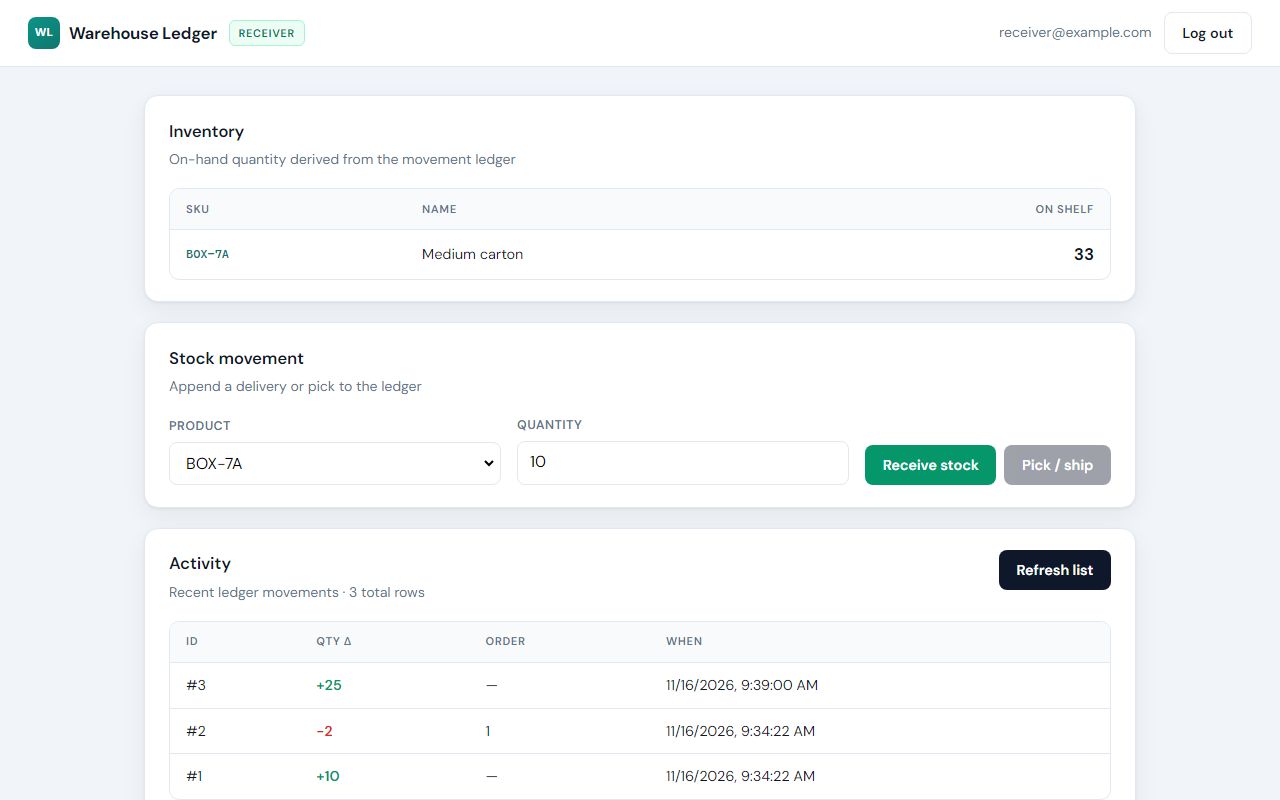 WL Warehouse Ledger RECEIVER receiver@example.com Log out
Inventory
On-hand quantity derived from the movement ledger
SKU NAME ON SHELF
BOX-7A Medium carton 33
Stock movement
Append a delivery or pick to the ledger
PRODUCT QUANTITY
BOX-7A 10 Receive stock Pick / ship
Activity Refresh list
Recent ledger movements · 3 total rows
ID QTY Δ ORDER WHEN
#3 +25 — 11/16/2026, 9:39:00 AM
#2 -2 1 11/16/2026, 9:34:22 AM
#1 +10 — 11/16/2026, 9:34:22 AM